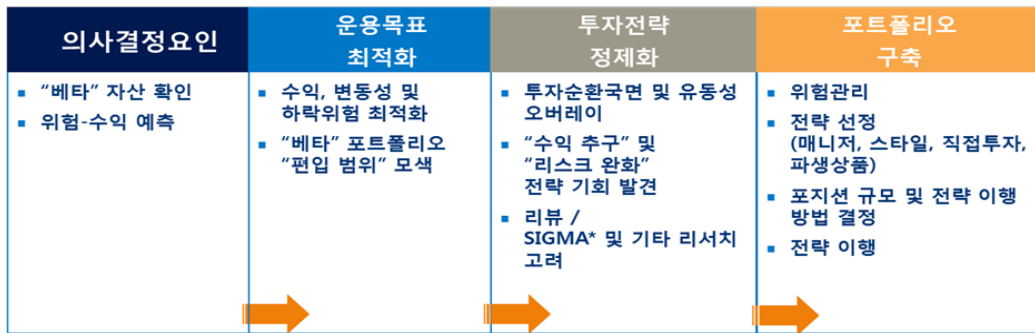 의사결정요인
▪ “베타” 자산 확인
▪ 위험-수익 예측
운용목표
최적화
▪ 수익, 변동성 및
하락위험 최적화
▪ “베타” 포트폴리오
“편입 범위” 모색
투자전략
정제화
▪ 투자순환국면 및 유동성
오버레이
▪ “수익 추구” 및
“리스크 완화”
전략 기회 발견
▪ 리뷰 /
SIGMA* 및 기타 리서치
고려
포트폴리오
구축
▪ 위험관리
▪ 전략 선정
(매니저, 스타일, 직접투자,
파생상품)
▪ 포지션 규모 및 전략 이행
방법 결정
▪ 전략 이행